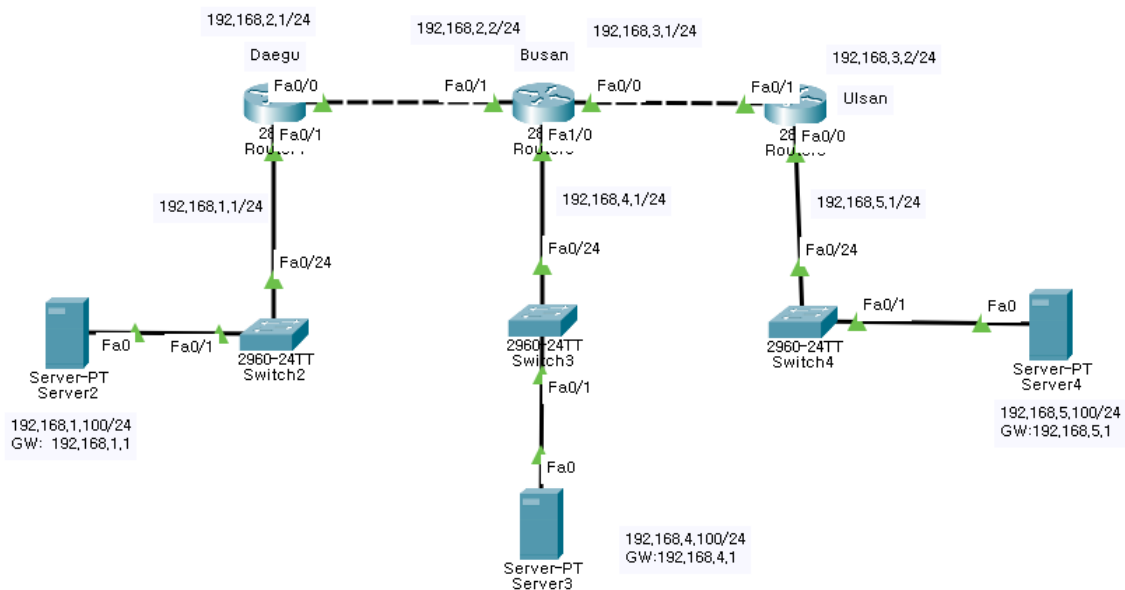 192,168,2,1/24
192,168,2,2/24
192,168,3,1/24
192,168,3,2/24
Daegu
Busan
Ulsan
Fa0/0
Fa0/1
Fa0/0
Fa0/1
Fa0/1
Fa1/0
Fa0/0
28
28
28
192,168,1,1/24
192,168,4,1/24
192,168,5,1/24
Fa0/24
Fa0/24
Fa0/24
Fa0
Fa0/1
2960-24TT
Switch2
2960-24TT
Switch3
Fa0/1
2960-24TT
Switch4
Fa0/1
Fa0
Server-PT
Server2
192,168,1,100/24
GW: 192,168,1,1
Server-PT
Server4
192,168,5,100/24
GW:192,168,5,1
Fa0
Server-PT
Server3
192,168,4,100/24
GW:192,168,4,1